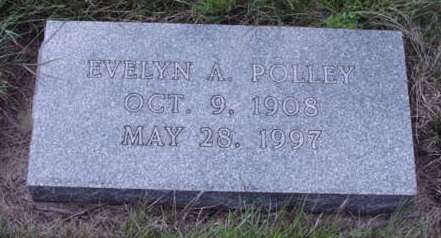 EVELYN A. POLLEY
OCT. 9, 1908
MAY 28, 1997